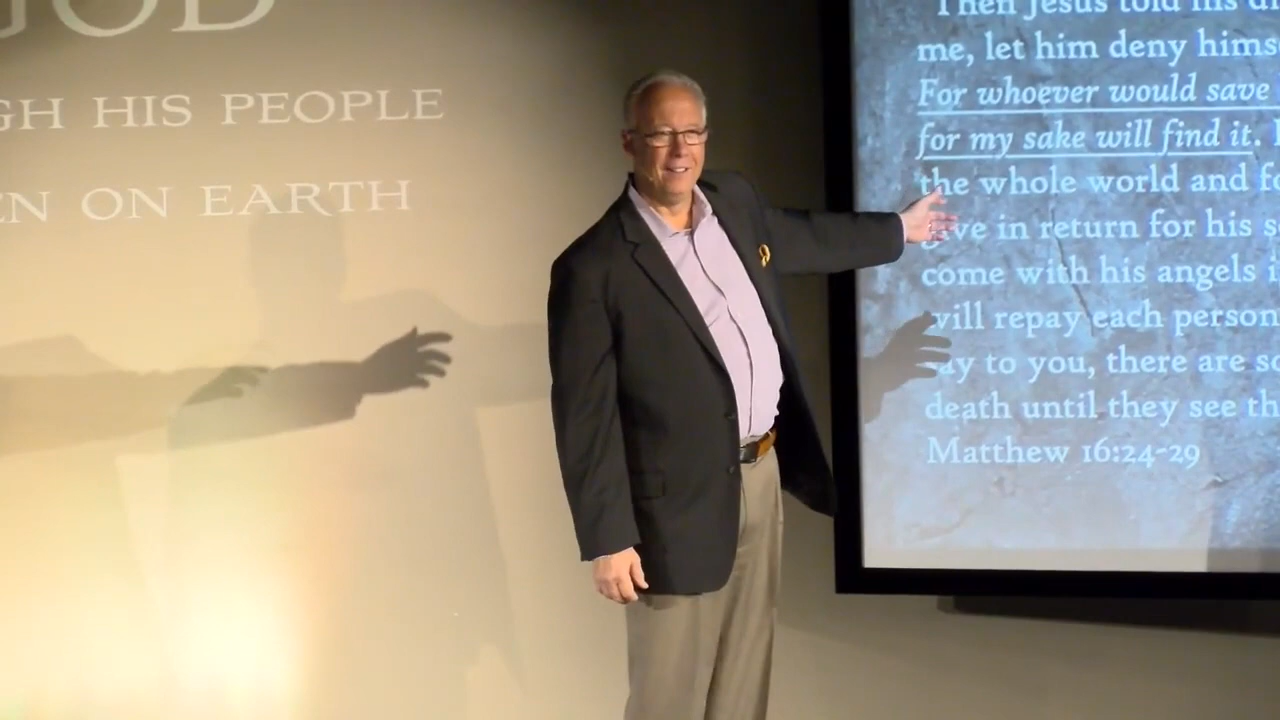 GOD
GH HIS PEOPLE
EN ON EARTH
Then Jesus told his di
me, let him deny hims
For whoever would save
for my sake will find it.
the whole world and fo
give in return for his s
come with his angels i
will repay each person
say to you, there are so
death until they see th
Matthew 16:24-29